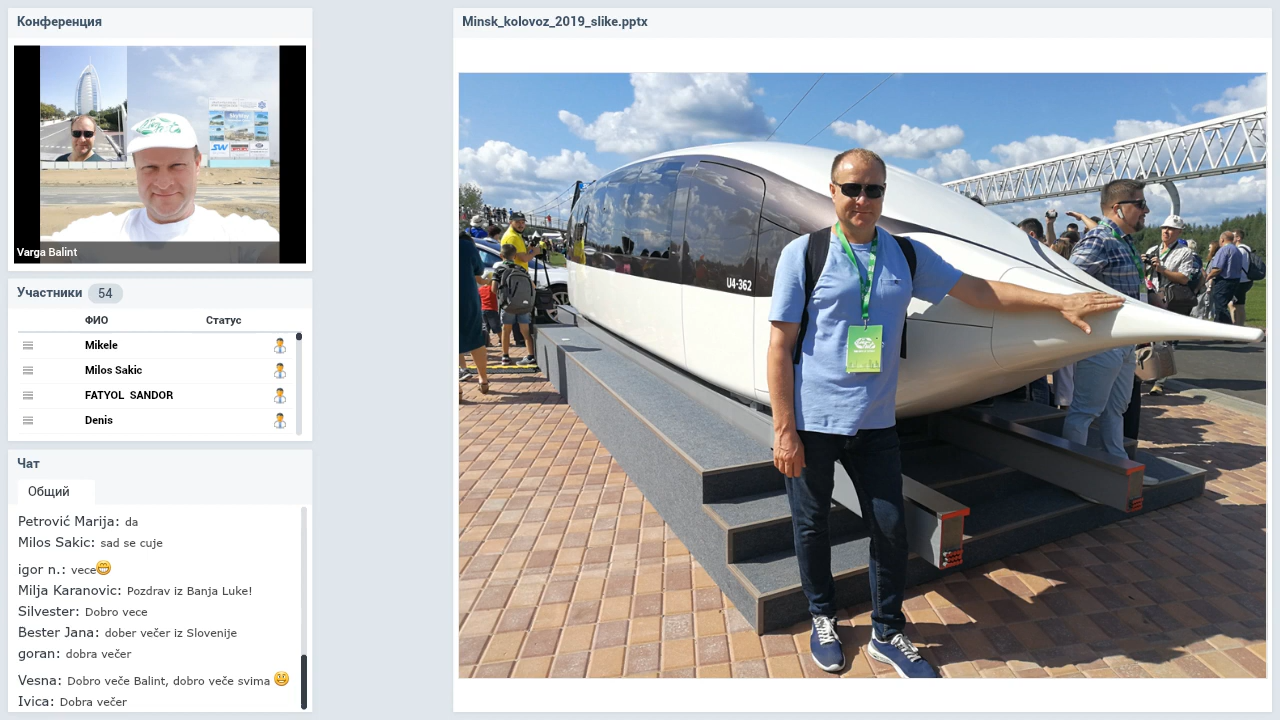 Конференция
Varga Balint
Участники 54
ФИО Статус
Mikele
Milos Sakic
FATYOL SANDOR
Denis
Чат
Общий
Petrović Marija: da
Milos Sakic: sad se cuje
igor n.: vece
Milja Karanovic: Pozdrav iz Banja Luke!
Silvester: Dobro vece
Bester Jana: dober večer iz Slovenije
goran: dobra večer
Vesna: Dobro veče Balint, dobro veče svima
Ivica: Dobra večer
Minsk_kolovoz_2019_slike.pptx
U4-362
SW